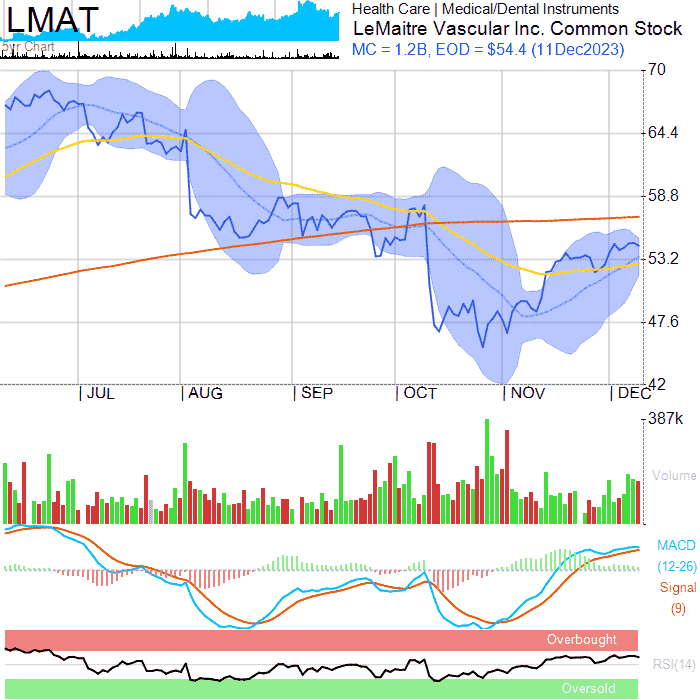 LMAT
5yr Chart
Health Care | Medical/Dental Instruments
LeMaitre Vascular Inc. Common Stock
MC = 1.2B, EOD = $54.4 (11Dec2023)
70
64.4
58.8
53.2
47.6
42
JUL AUG SEP OCT NOV DEC
387k
Volume
MACD
(12-26)
Signal
(9)
Overbought
RSI(14)
Oversold